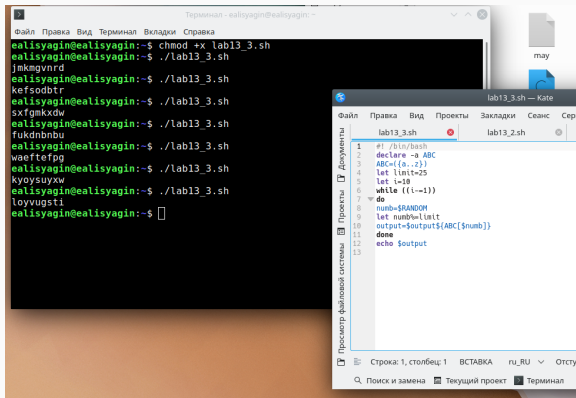 Терминал - ealisyagin@ealisyagin: ~
Файл Правка Вид Терминал Вкладки Справка
ealisyagin@ealisyagin:~$ chmod +x lab13_3.sh
ealisyagin@ealisyagin:~$ ./lab13_3.sh
jmkmgvnrd
ealisyagin@ealisyagin:~$ ./lab13_3.sh
kefsodbtr
ealisyagin@ealisyagin:~$ ./lab13_3.sh
sxfgmkxdw
ealisyagin@ealisyagin:~$ ./lab13_3.sh
fukdnbnbu
ealisyagin@ealisyagin:~$ ./lab13_3.sh
waeftefpg
ealisyagin@ealisyagin:~$ ./lab13_3.sh
kyoysuyxw
ealisyagin@ealisyagin:~$ ./lab13_3.sh
loyvugsti
ealisyagin@ealisyagin:~$
may
C
lab13_3.sh — Kate
Файл Правка Вид Проекты Закладки Сеанс Сер
lab13_3.sh lab13_2.sh
Документы
Проекты
Просмотр файловой системы
1 #! /bin/bash
2 declare -a ABC
3 ABC=({a..z})
4 let limit=25
5 let i=10
6 while ((i-=1))
7 do
8 numb=$RANDOM
9 let numb%=limit
10 output=$output${ABC[$numb]}
11 done
12 echo $output
13
Строка: 1, столбец: 1 ВСТАВКА ru_RU Отсту
Поиск и замена Текущий проект Терминал